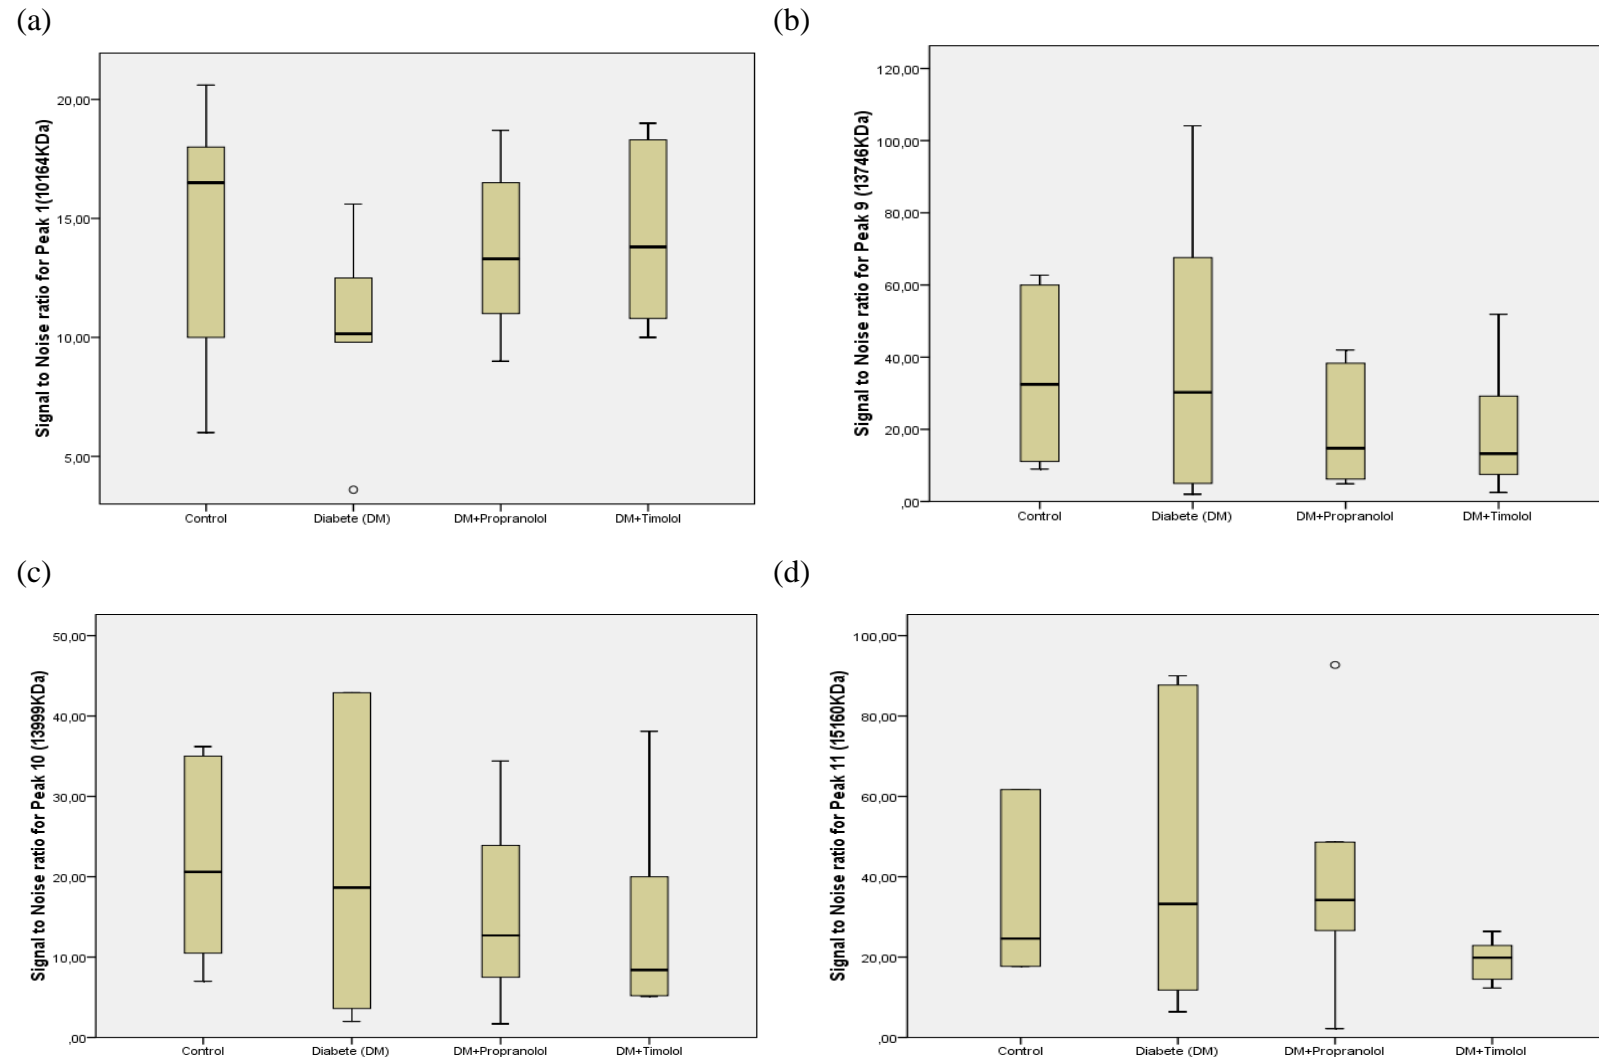 (a)
Signal to Noise ratio for Peak 1(10164KDa)
20,00
15,00
10,00
5,00
Control
Diabete (DM)
DM+Propranolol
DM+Timolol
(b)
Signal to Noise ratio for Peak 9 (13746KDa)
120,00
100,00
80,00
60,00
40,00
20,00
,00
Control
Diabete (DM)
DM+Propranolol
DM+Timolol
(c)
Signal to Noise ratio for Peak 10 (13999KDa)
50,00
40,00
30,00
20,00
10,00
,00
Control
Diabete (DM)
DM+Propranolol
DM+Timolol
(d)
Signal to Noise ratio for Peak 11 (15160KDa)
100,00
80,00
60,00
40,00
20,00
,00
Control
Diabete (DM)
DM+Propranolol
DM+Timolol